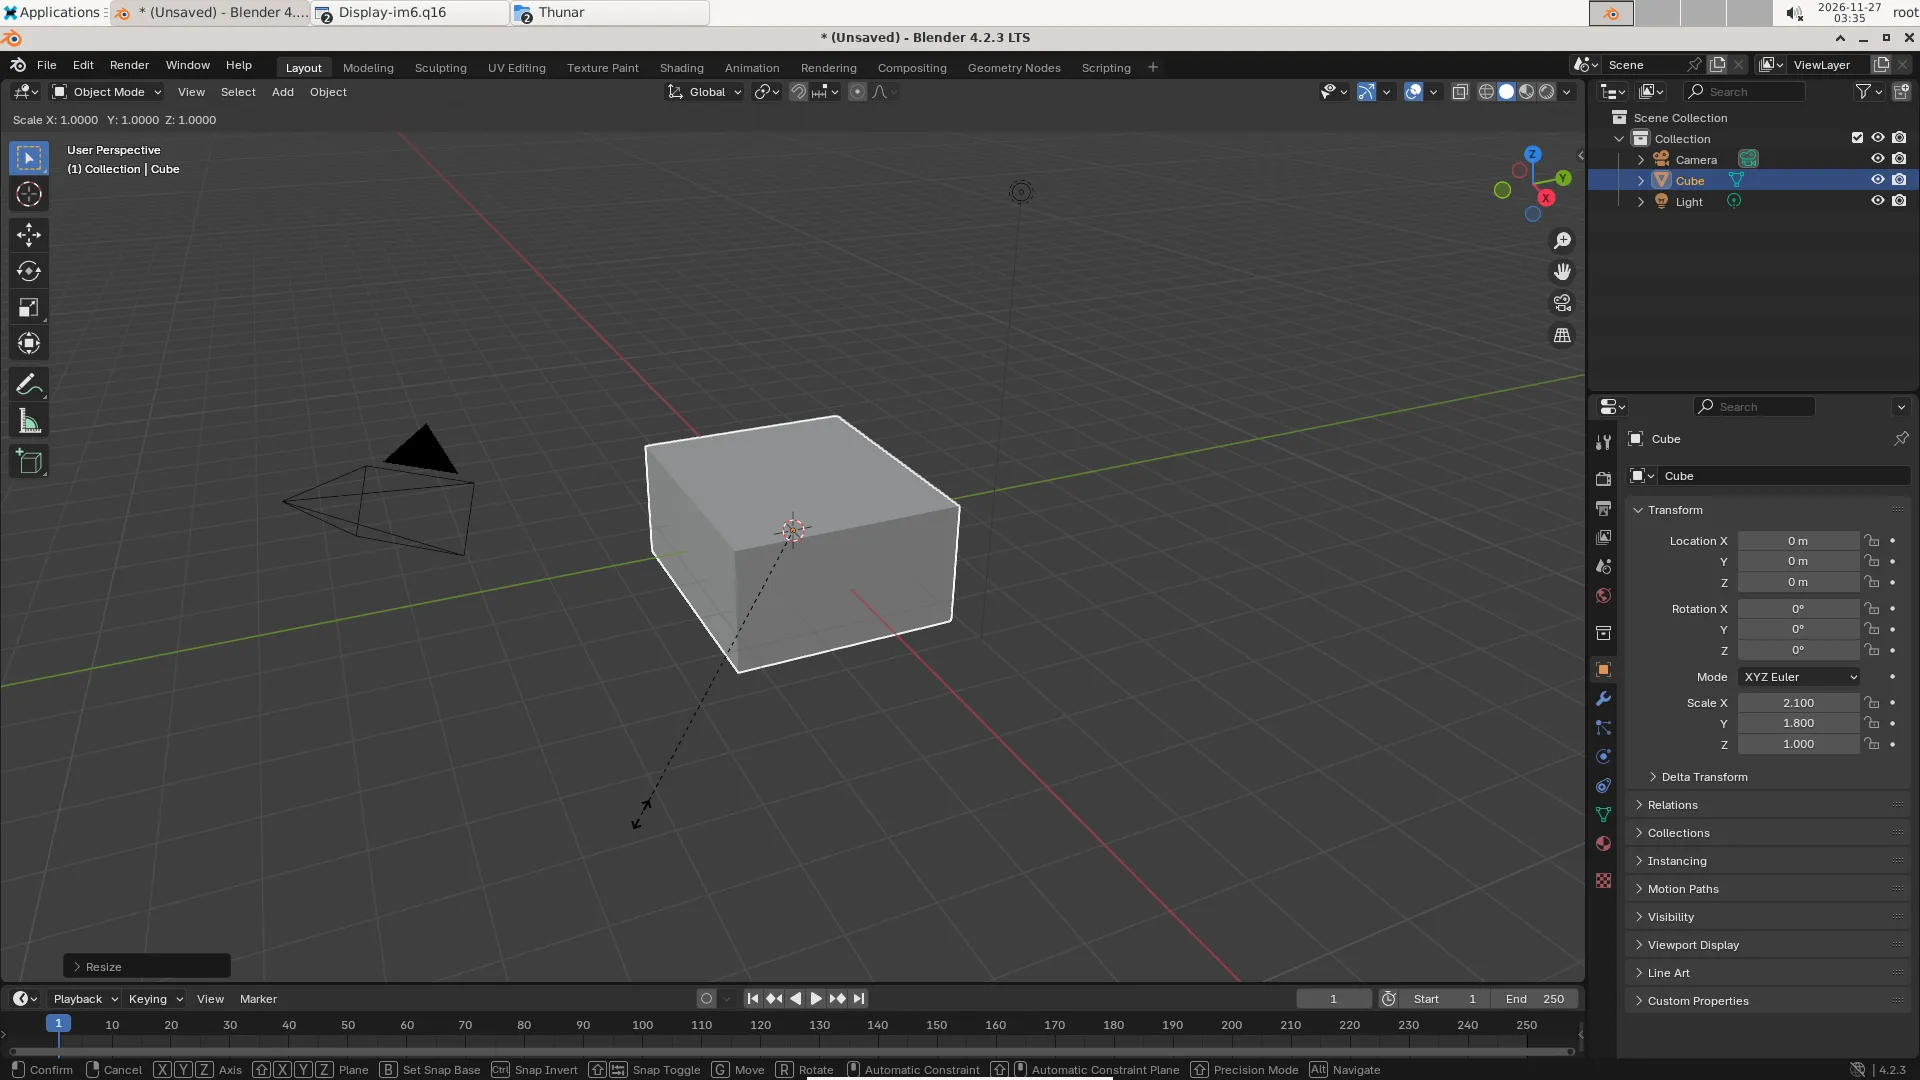 Applications
* (Unsaved) - Blender 4....
2
Display-im6.q16
2
Thunar
2026-11-27
03:35
root
* (Unsaved) - Blender 4.2.3 LTS
File Edit Render Window Help
Layout Modeling Sculpting UV Editing Texture Paint Shading Animation Rendering Compositing Geometry Nodes Scripting
Scene
ViewLayer
Object Mode View Select Add Object
Global
Search
Scale X: 1.0000 Y: 1.0000 Z: 1.0000
User Perspective
(1) Collection | Cube
Z
Y
X
Scene Collection
Collection
Camera
Cube
Light
Search
Cube
Cube
Transform
Location X 0 m
Y 0 m
Z 0 m
Rotation X 0°
Y 0°
Z 0°
Mode XYZ Euler
Scale X 2.100
Y 1.800
Z 1.000
Delta Transform
Relations
Collections
Instancing
Motion Paths
Visibility
Viewport Display
Line Art
Custom Properties
Resize
Playback Keying View Marker
1
Start 1
End 250
1 10 20 30 40 50 60 70 80 90 100 110 120 130 140 150 160 170 180 190 200 210 220 230 240 250
Confirm Cancel X Y Z Axis X Y Z Plane B Set Snap Base Ctrl Snap Invert Snap Toggle G Move R Rotate Automatic Constraint Automatic Constraint Plane Precision Mode Alt Navigate
4.2.3